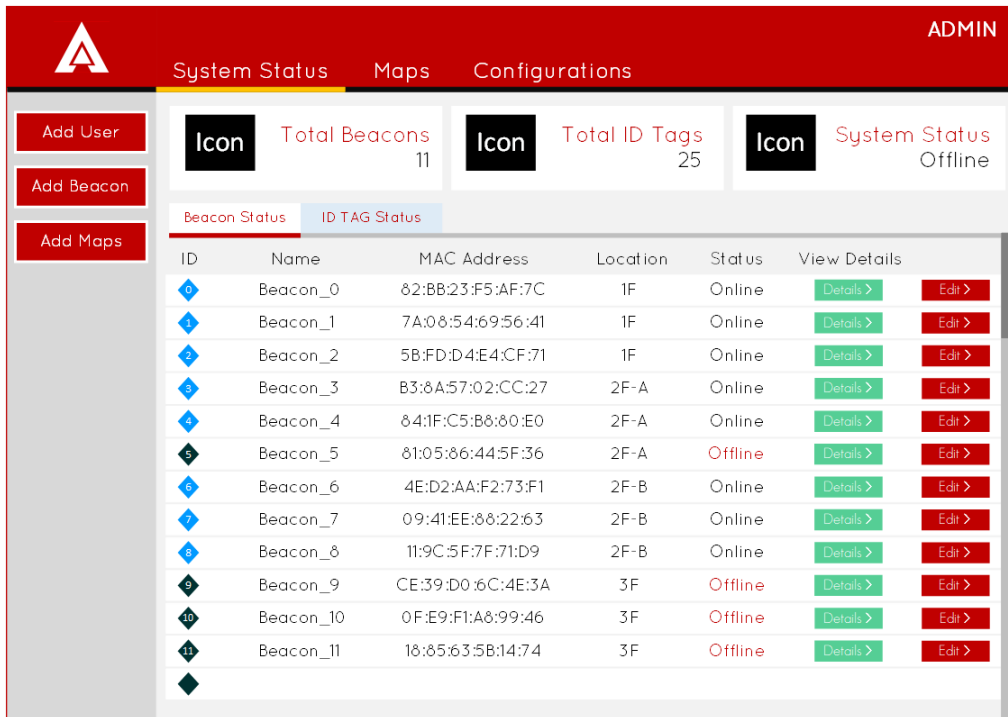 ADMIN
System Status Maps Configurations
Add User
Add Beacon
Add Maps
Icon Total Beacons 11
Icon Total ID Tags 25
Icon System Status Offline
Beacon Status ID TAG Status
ID Name MAC Address Location Status View Details
0 Beacon_0 82:BB:23:F5:AF:7C 1F Online Details > Edit >
1 Beacon_1 7A:08:54:69:56:41 1F Online Details > Edit >
2 Beacon_2 5B:FD:D4:E4:CF:71 1F Online Details > Edit >
3 Beacon_3 B3:8A:57:02:CC:27 2F-A Online Details > Edit >
4 Beacon_4 84:1F:C5:B8:80:E0 2F-A Online Details > Edit >
5 Beacon_5 81:05:86:44:5F:36 2F-A Offline Details > Edit >
6 Beacon_6 4E:D2:AA:F2:73:F1 2F-B Online Details > Edit >
7 Beacon_7 09:41:EE:88:22:63 2F-B Online Details > Edit >
8 Beacon_8 11:9C:5F:7F:71:D9 2F-B Online Details > Edit >
9 Beacon_9 CE:39:D0:6C:4E:3A 3F Offline Details > Edit >
10 Beacon_10 0F:E9:F1:A8:99:46 3F Offline Details > Edit >
11 Beacon_11 18:85:63:5B:14:74 3F Offline Details > Edit >